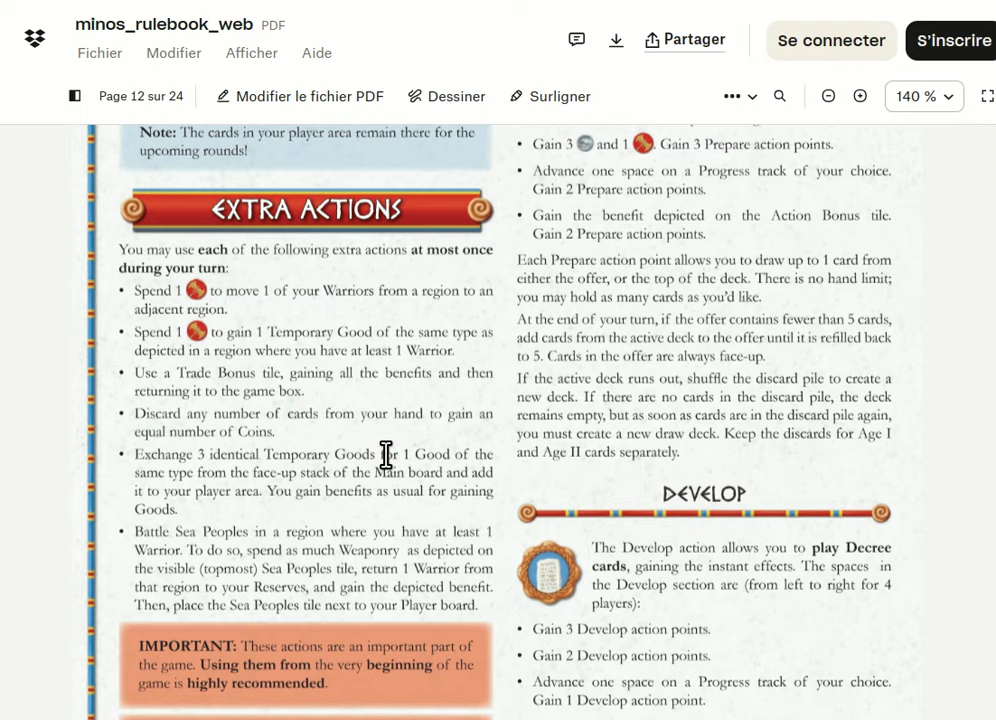 minos_rulebook_web PDF
Fichier Modifier Afficher Aide
Partager
Se connecter
S'inscrire
Page 12 sur 24
Modifier le fichier PDF
Dessiner
Surligner
140 %
Note: The cards in your player area remain there for the
upcoming rounds!
EXTRA ACTIONS
You may use each of the following extra actions at most once
during your turn:
• Spend 1 to move 1 of your Warriors from a region to an
adjacent region.
• Spend 1 to gain 1 Temporary Good of the same type as
depicted in a region where you have at least 1 Warrior.
• Use a Trade Bonus tile, gaining all the benefits and then
returning it to the game box.
• Discard any number of cards from your hand to gain an
equal number of Coins.
• Exchange 3 identical Temporary Goods for 1 Good of the
same type from the face-up stack of the Main board and add
it to your player area. You gain benefits as usual for gaining
Goods.
• Battle Sea Peoples in a region where you have at least 1
Warrior. To do so, spend as much Weaponry as depicted on
the visible (topmost) Sea Peoples tile, return 1 Warrior from
that region to your Reserves, and gain the depicted benefit.
Then, place the Sea Peoples tile next to your Player board.
IMPORTANT: These actions are an important part of
the game. Using them from the very beginning of the
game is highly recommended.
• Gain 3 and 1 . Gain 3 Prepare action points.
• Advance one space on a Progress track of your choice.
Gain 2 Prepare action points.
• Gain the benefit depicted on the Action Bonus tile.
Gain 2 Prepare action points.
Each Prepare action point allows you to draw up to 1 card from
either the offer, or the top of the deck. There is no hand limit;
you may hold as many cards as you'd like.
At the end of your turn, if the offer contains fewer than 5 cards,
add cards from the active deck to the offer until it is refilled back
to 5. Cards in the offer are always face-up.
If the active deck runs out, shuffle the discard pile to create a
new deck. If there are no cards in the discard pile, the deck
remains empty, but as soon as cards are in the discard pile again,
you must create a new draw deck. Keep the discards for Age I
and Age II cards separately.
DEVELOP
The Develop action allows you to play Decree
cards, gaining the instant effects. The spaces in
the Develop section are (from left to right for 4
players):
• Gain 3 Develop action points.
• Gain 2 Develop action points.
• Advance one space on a Progress track of your choice.
Gain 1 Develop action point.